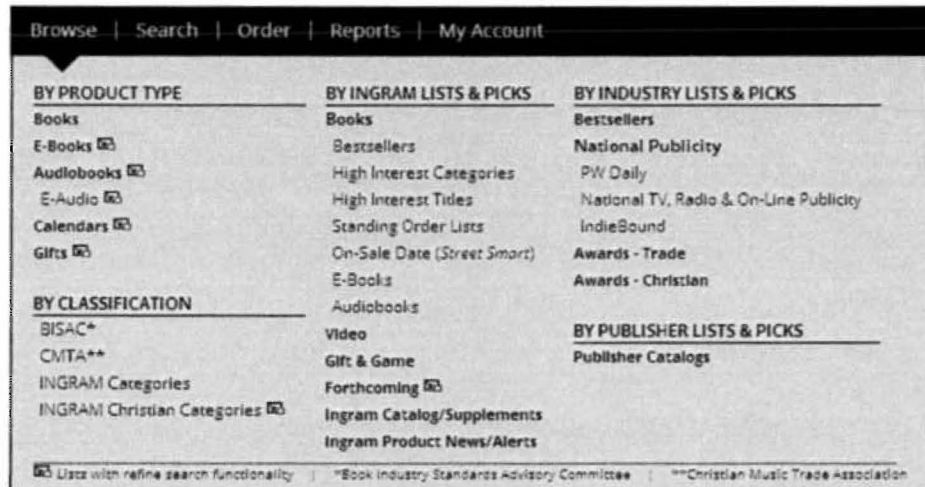 Browse | Search | Order | Reports | My Account
BY PRODUCT TYPE
Books
E-Books
Audiobooks
E-Audio
Calendars
Gifts
BY CLASSIFICATION
BISAC*
CMTA**
INGRAM Categories
INGRAM Christian Categories
BY INGRAM LISTS & PICKS
Books
Bestsellers
High Interest Categories
High Interest Titles
Standing Order Lists
On-Sale Date (Street Smart)
E-Books
Audiobooks
Video
Gift & Game
Forthcoming
Ingram Catalog/Supplements
Ingram Product News/Alerts
BY INDUSTRY LISTS & PICKS
Bestsellers
National Publicity
PW Daily
National TV, Radio & On-Line Publicity
IndieBound
Awards - Trade
Awards - Christian
BY PUBLISHER LISTS & PICKS
Publisher Catalogs
Lists with refine search functionality | *Book Industry Standards Advisory Committee | **Christian Music Trade Association